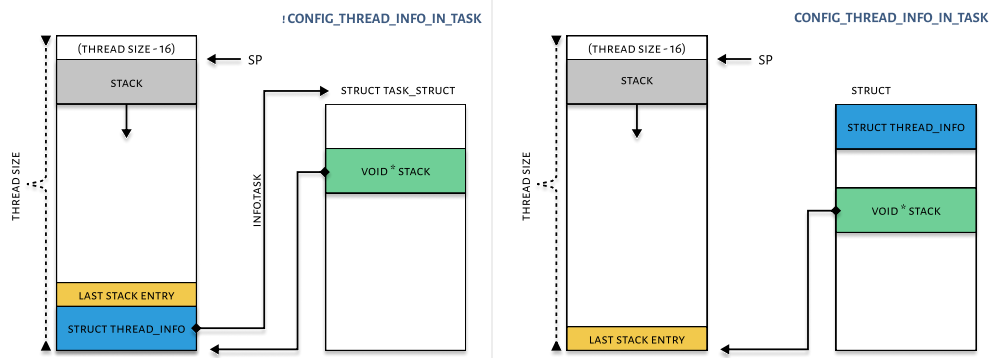 ! CONFIG_THREAD_INFO_IN_TASK
(THREAD SIZE - 16)
SP
STACK
STRUCT TASK_STRUCT
VOID * STACK
THREAD SIZE
INFO.TASK
LAST STACK ENTRY
STRUCT THREAD_INFO
CONFIG_THREAD_INFO_IN_TASK
(THREAD SIZE - 16)
SP
STACK
STRUCT
STRUCT THREAD_INFO
THREAD SIZE
VOID * STACK
LAST STACK ENTRY